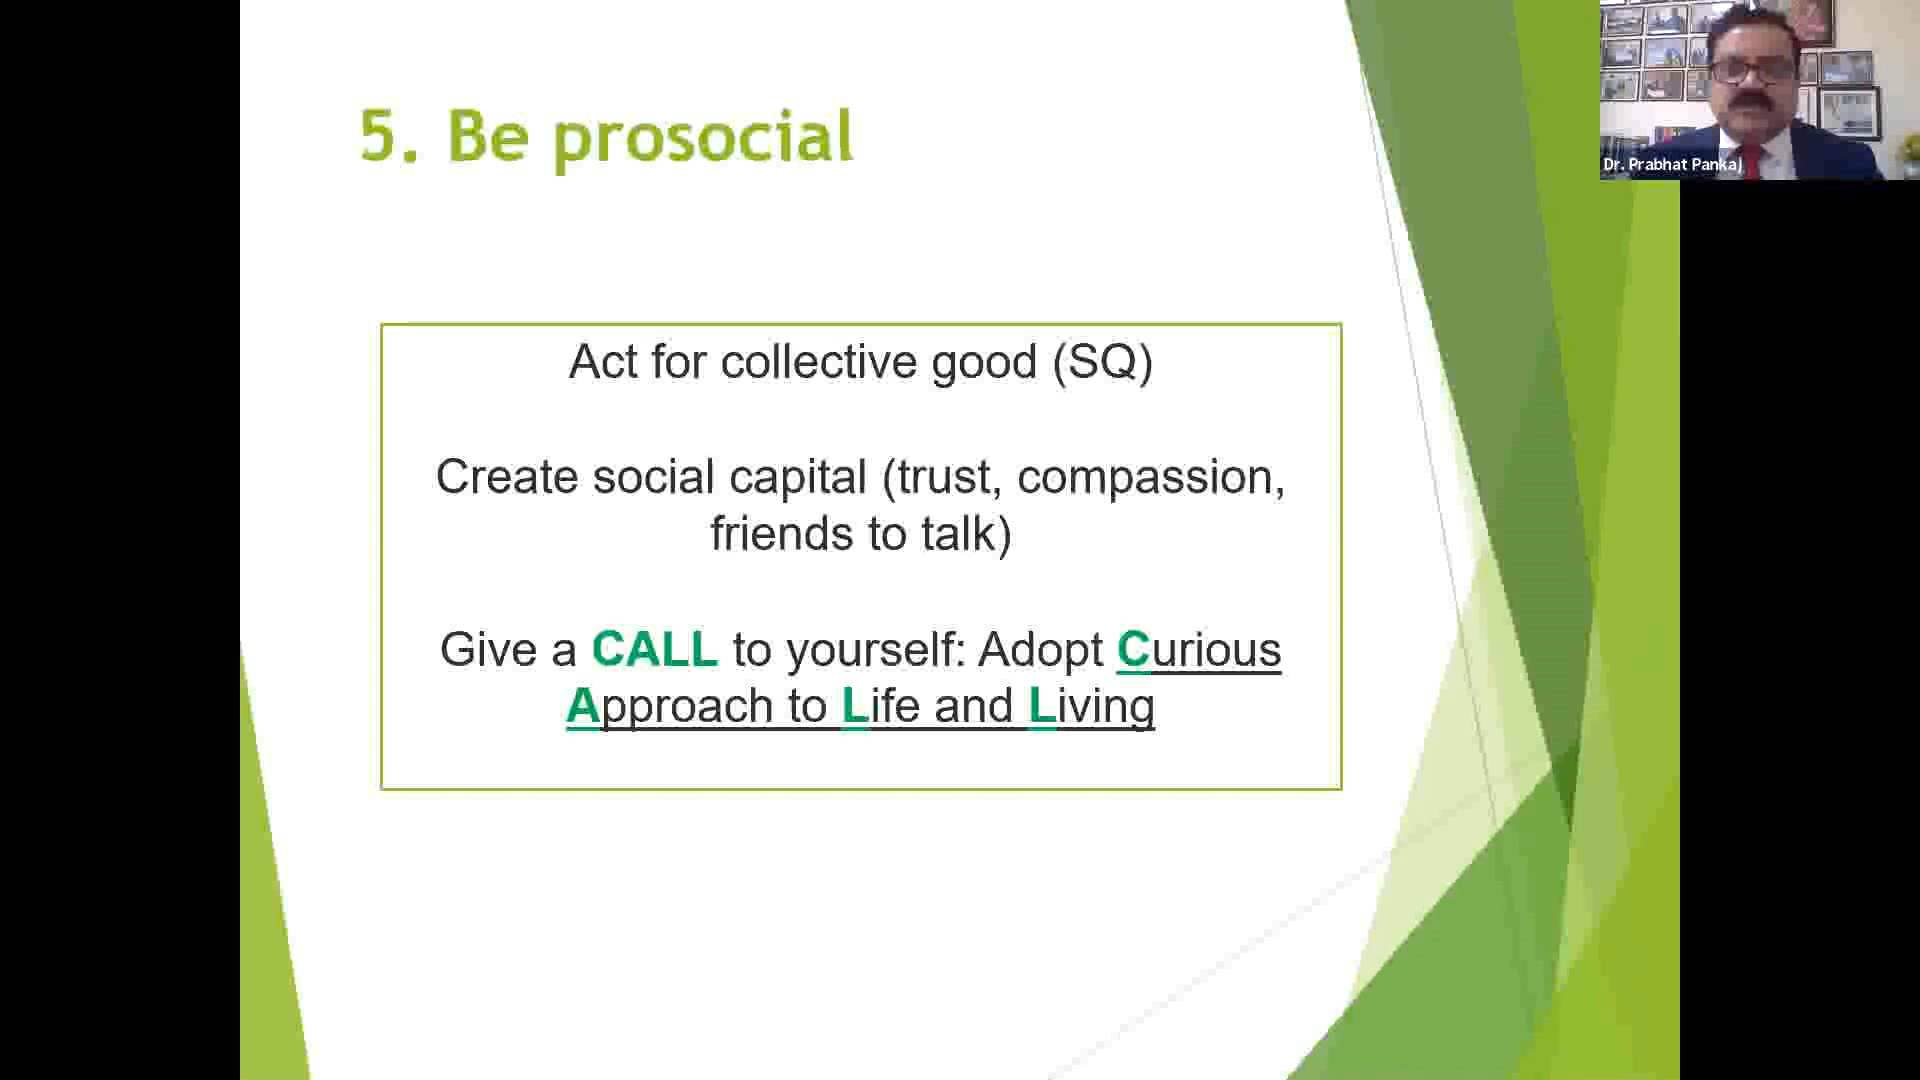 5. Be prosocial
Act for collective good (SQ)
Create social capital (trust, compassion,
friends to talk)
Give a CALL to yourself: Adopt Curious
Approach to Life and Living
Dr. Prabhat Pankaj